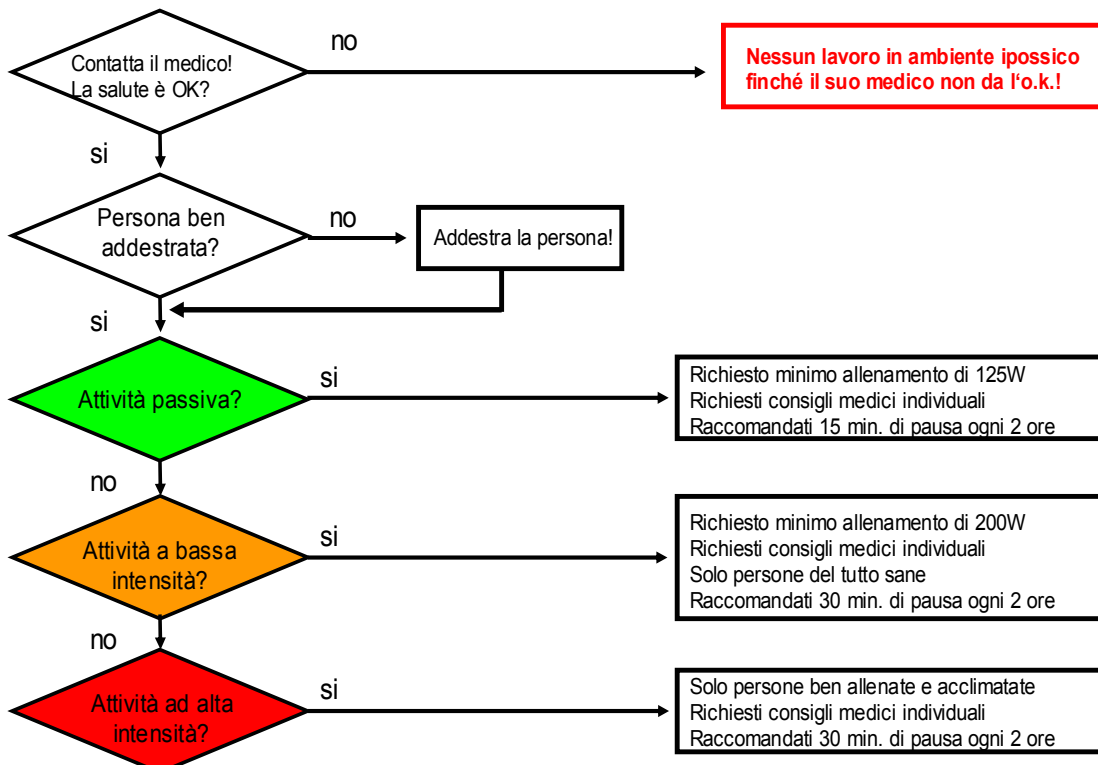 Contatta il medico!
La salute è OK?
no
Nessun lavoro in ambiente ipossico
finché il suo medico non da l'o.k.!
si
Persona ben
addestrata?
no
Addestra la persona!
si
Attività passiva?
si
Richiesto minimo allenamento di 125W
Richiesti consigli medici individuali
Raccomandati 15 min. di pausa ogni 2 ore
no
Attività a bassa
intensità?
si
Richiesto minimo allenamento di 200W
Richiesti consigli medici individuali
Solo persone del tutto sane
Raccomandati 30 min. di pausa ogni 2 ore
no
Attività ad alta
intensità?
si
Solo persone ben allenate e acclimatate
Richiesti consigli medici individuali
Raccomandati 30 min. di pausa ogni 2 ore